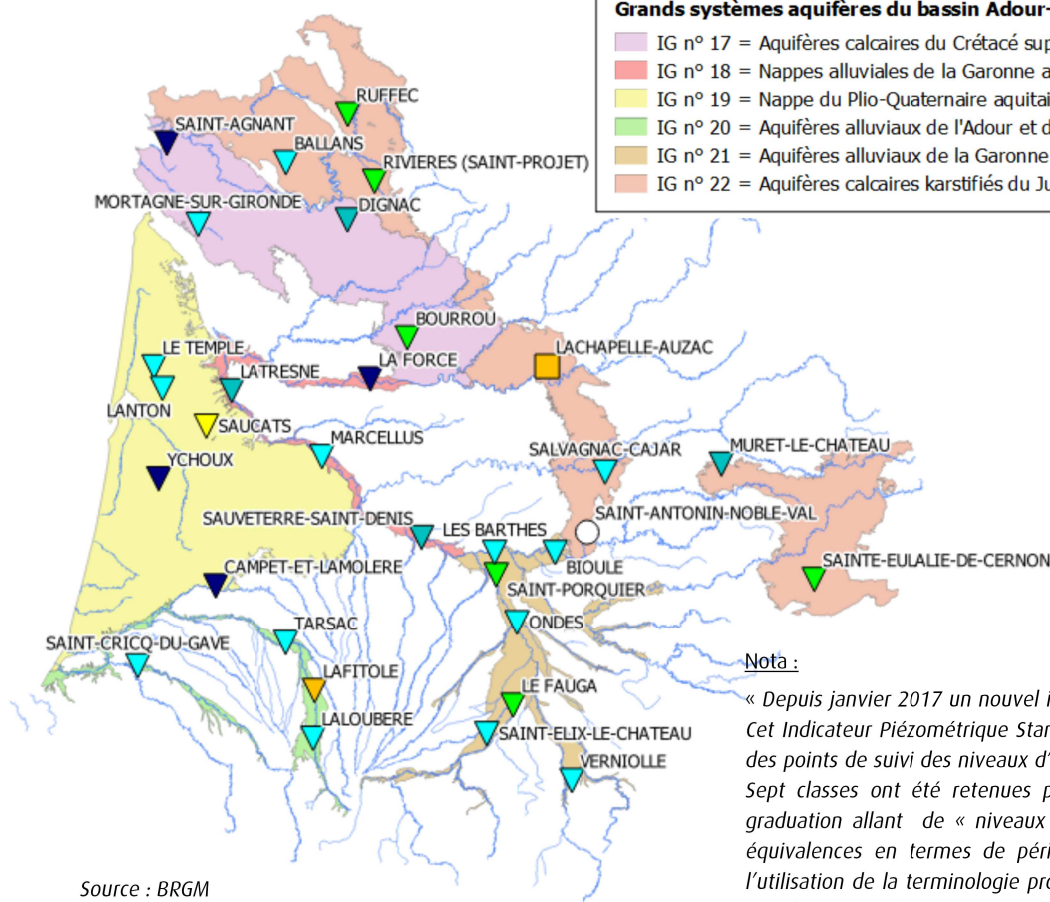 Grands systèmes aquifères du bassin Adour-
IG n° 17 = Aquifères calcaires du Crétacé sup
IG n° 18 = Nappes alluviales de la Garonne a
IG n° 19 = Nappe du Plio-Quaternaire aquitai
IG n° 20 = Aquifères alluviaux de l'Adour et d
IG n° 21 = Aquifères alluviaux de la Garonne
IG n° 22 = Aquifères calcaires karstifiés du Ju
RUFFEC
SAINT-AGNANT
BALLANS
RIVIERES (SAINT-PROJET)
MORTAGNE-SUR-GIRONDE
DIGNAC
BOURROU
LE TEMPLE
LACHAPELLE-AUZAC
LA FORCE
LATRESNE
LANTON
SAUCATS
MARCELLUS
SALVAGNAC-CAJAR
MURET-LE-CHATEAU
YCHOUX
SAUVETERRE-SAINT-DENIS
SAINT-ANTONIN-NOBLE-VAL
LES BARTHES
SAINTE-EULALIE-DE-CERNON
CAMPET-ET-LAMOLERE
BIOULE
SAINT-PORQUIER
TARSAC
ONDES
SAINT-CRICQ-DU-GAVE
LAFITOLE
LE FAUGA
LALOUBERE
SAINT-ELIX-LE-CHATEAU
VERNIOLLE
Nota :
« Depuis janvier 2017 un nouvel i
Cet Indicateur Piézométrique Stan
des points de suivi des niveaux d'
Sept classes ont été retenues p
graduation allant de « niveaux
équivalences en termes de péri
l'utilisation de la terminologie pro
Source : BRGM